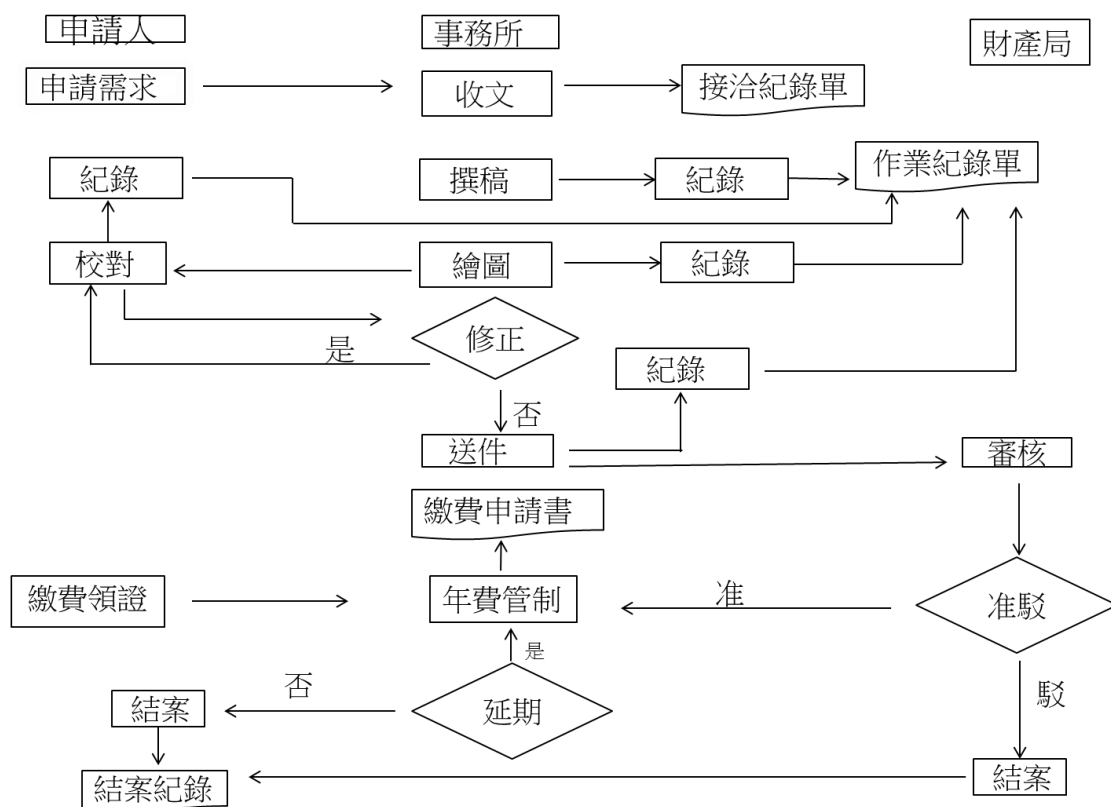 申請人
事務所
財產局
申請需求
收文
接洽紀錄單
紀錄
撰稿
紀錄
作業紀錄單
校對
繪圖
紀錄
修正
是
紀錄
否
送件
審核
繳費申請書
繳費領證
年費管制
准
准駁
是
否
延期
駁
結案
結案紀錄
結案